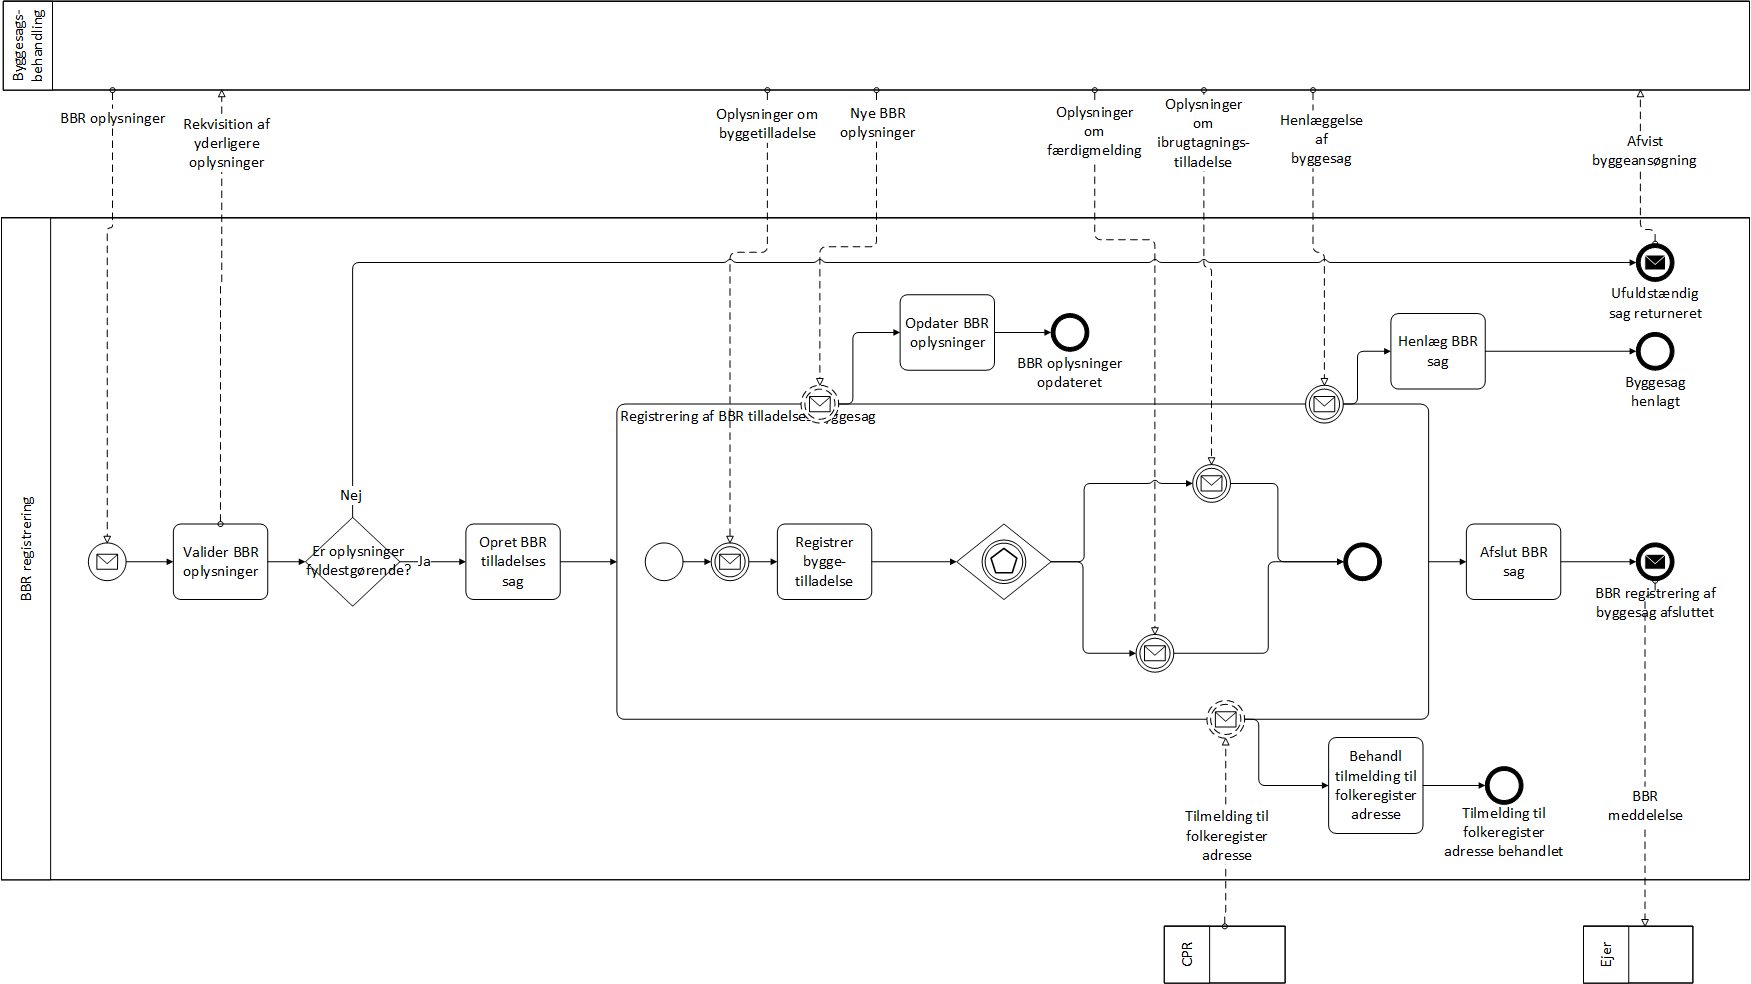 Byggesags-
behandling
BBR oplysninger
Rekvisition af
yderligere
oplysninger
Oplysninger om
byggetilladelse
Nye BBR
oplysninger
Oplysninger
om
færdigmelding
Oplysninger
om
ibrugtagnings-
tilladelse
Henlæggelse
af
byggesag
Afvist
byggeansøgning
BBR registrering
Ufuldstændig
sag returneret
Opdater BBR
oplysninger
BBR oplysninger
opdateret
Henlæg BBR
sag
Byggesag
henlagt
Registrering af BBR tilladelses byggesag
Nej
Valider BBR
oplysninger
Er oplysninger
fyldestgørende?
Ja
Opret BBR
tilladelses
sag
Registrer
bygge-
tilladelse
Afslut BBR
sag
BBR registrering af
byggesag afsluttet
Behandl
tilmelding til
folkeregister
adresse
Tilmelding til
folkeregister
adresse behandlet
Tilmelding til
folkeregister
adresse
BBR
meddelelse
CPR
Ejer